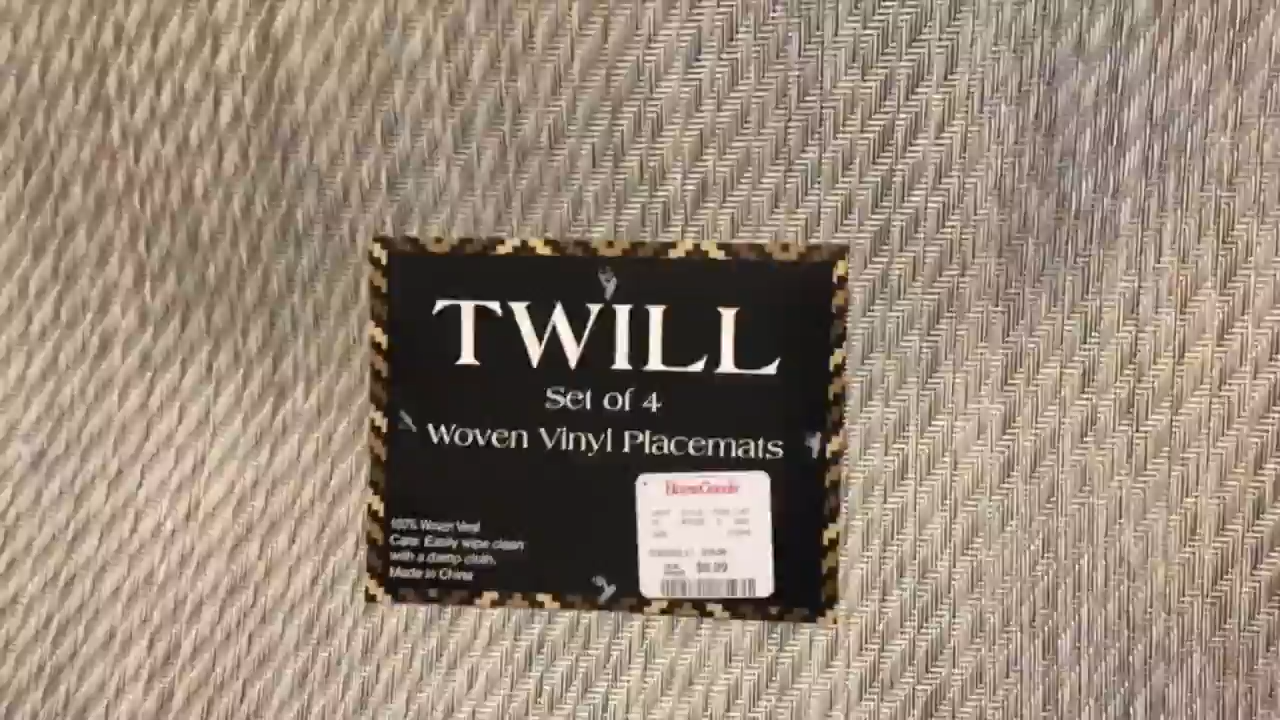 TWILL
Set of 4
Woven Vinyl Placemats
HomeGoods
100% Woven Vinyl
Care: Easily wipe clean
with a damp cloth.
Made in China